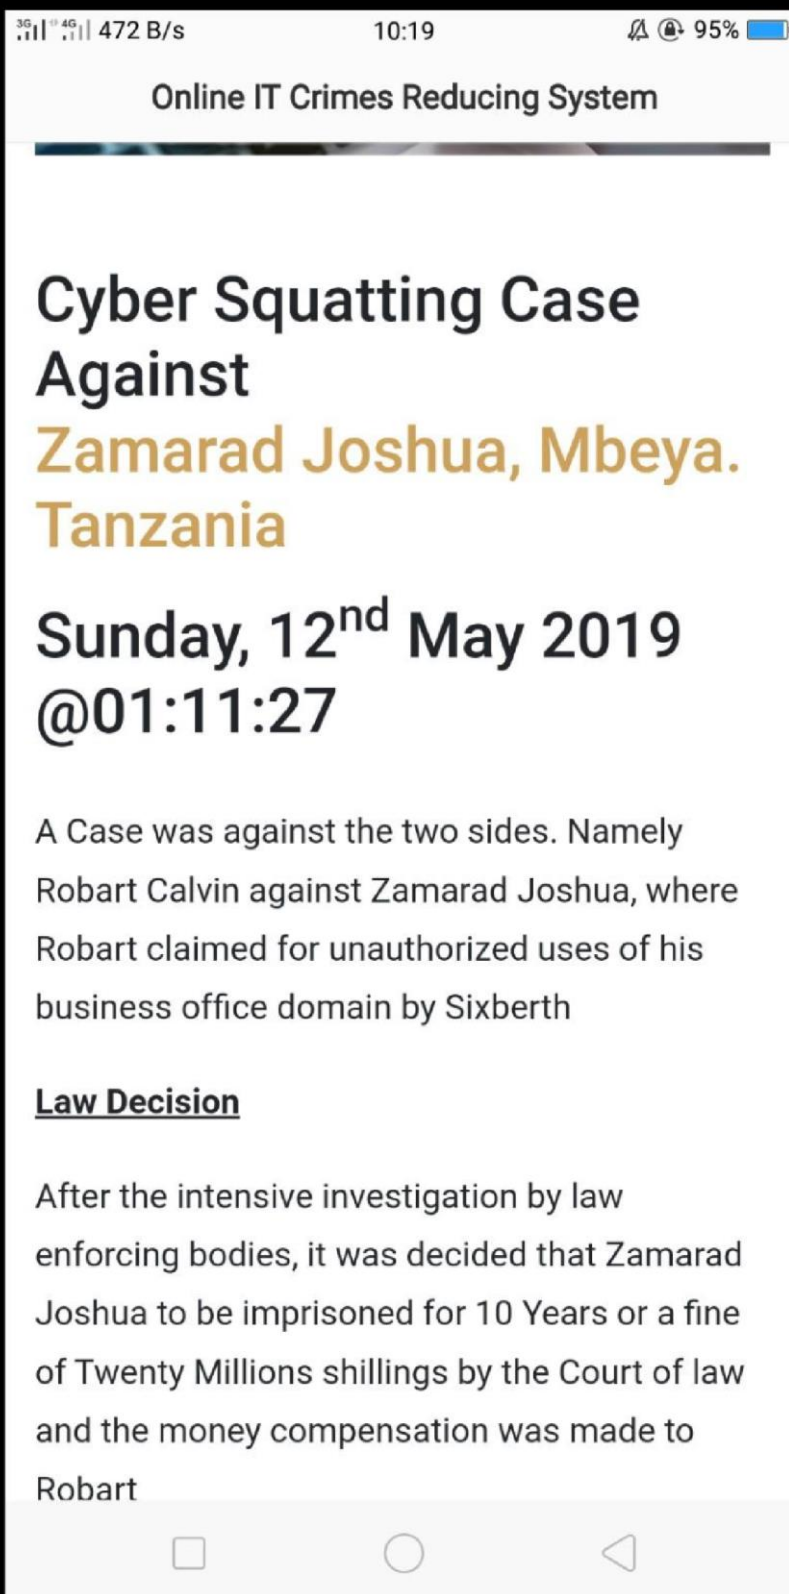 3G 4G 472 B/s 10:19 95%
Online IT Crimes Reducing System
Cyber Squatting Case
Against
Zamarad Joshua, Mbeya.
Tanzania
Sunday, 12nd May 2019
@01:11:27
A Case was against the two sides. Namely
Robart Calvin against Zamarad Joshua, where
Robart claimed for unauthorized uses of his
business office domain by Sixberth
Law Decision
After the intensive investigation by law
enforcing bodies, it was decided that Zamarad
Joshua to be imprisoned for 10 Years or a fine
of Twenty Millions shillings by the Court of law
and the money compensation was made to
Robart